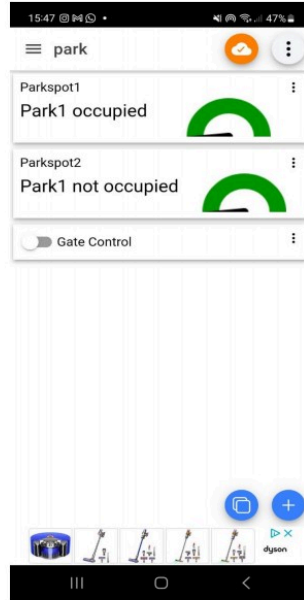 15:47 47%
park
Parkspot1
Park1 occupied
Parkspot2
Park1 not occupied
Gate Control
dyson